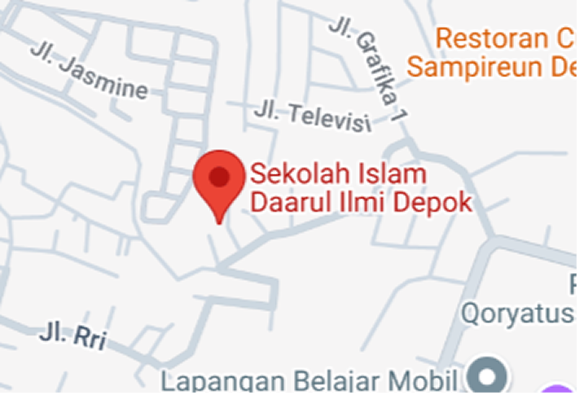 Jl. Grafika 1
Restoran C
Sampireun De
Jl. Jasmine
Jl. Televisi
Sekolah Islam
Daarul Ilmi Depok
Qoryatus
Jl. Rri
Lapangan Belajar Mobil